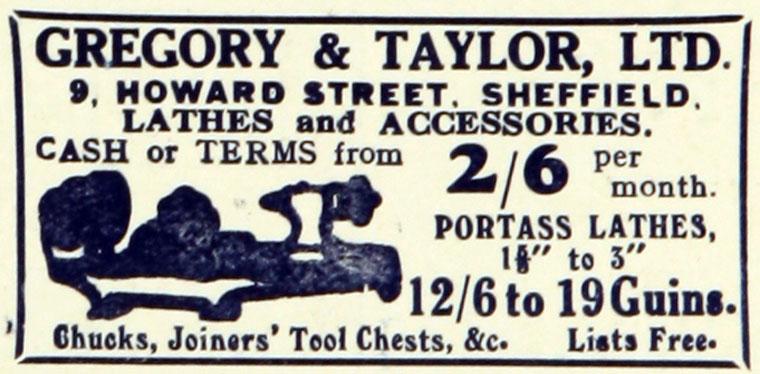 GREGORY & TAYLOR, LTD.
9, HOWARD STREET, SHEFFIELD.
LATHES and ACCESSORIES.
CASH or TERMS from 2/6 per month.
PORTASS LATHES,
1⅝" to 3"
12/6 to 19 Guins.
Chucks, Joiners' Tool Chests, &c. Lists Free.